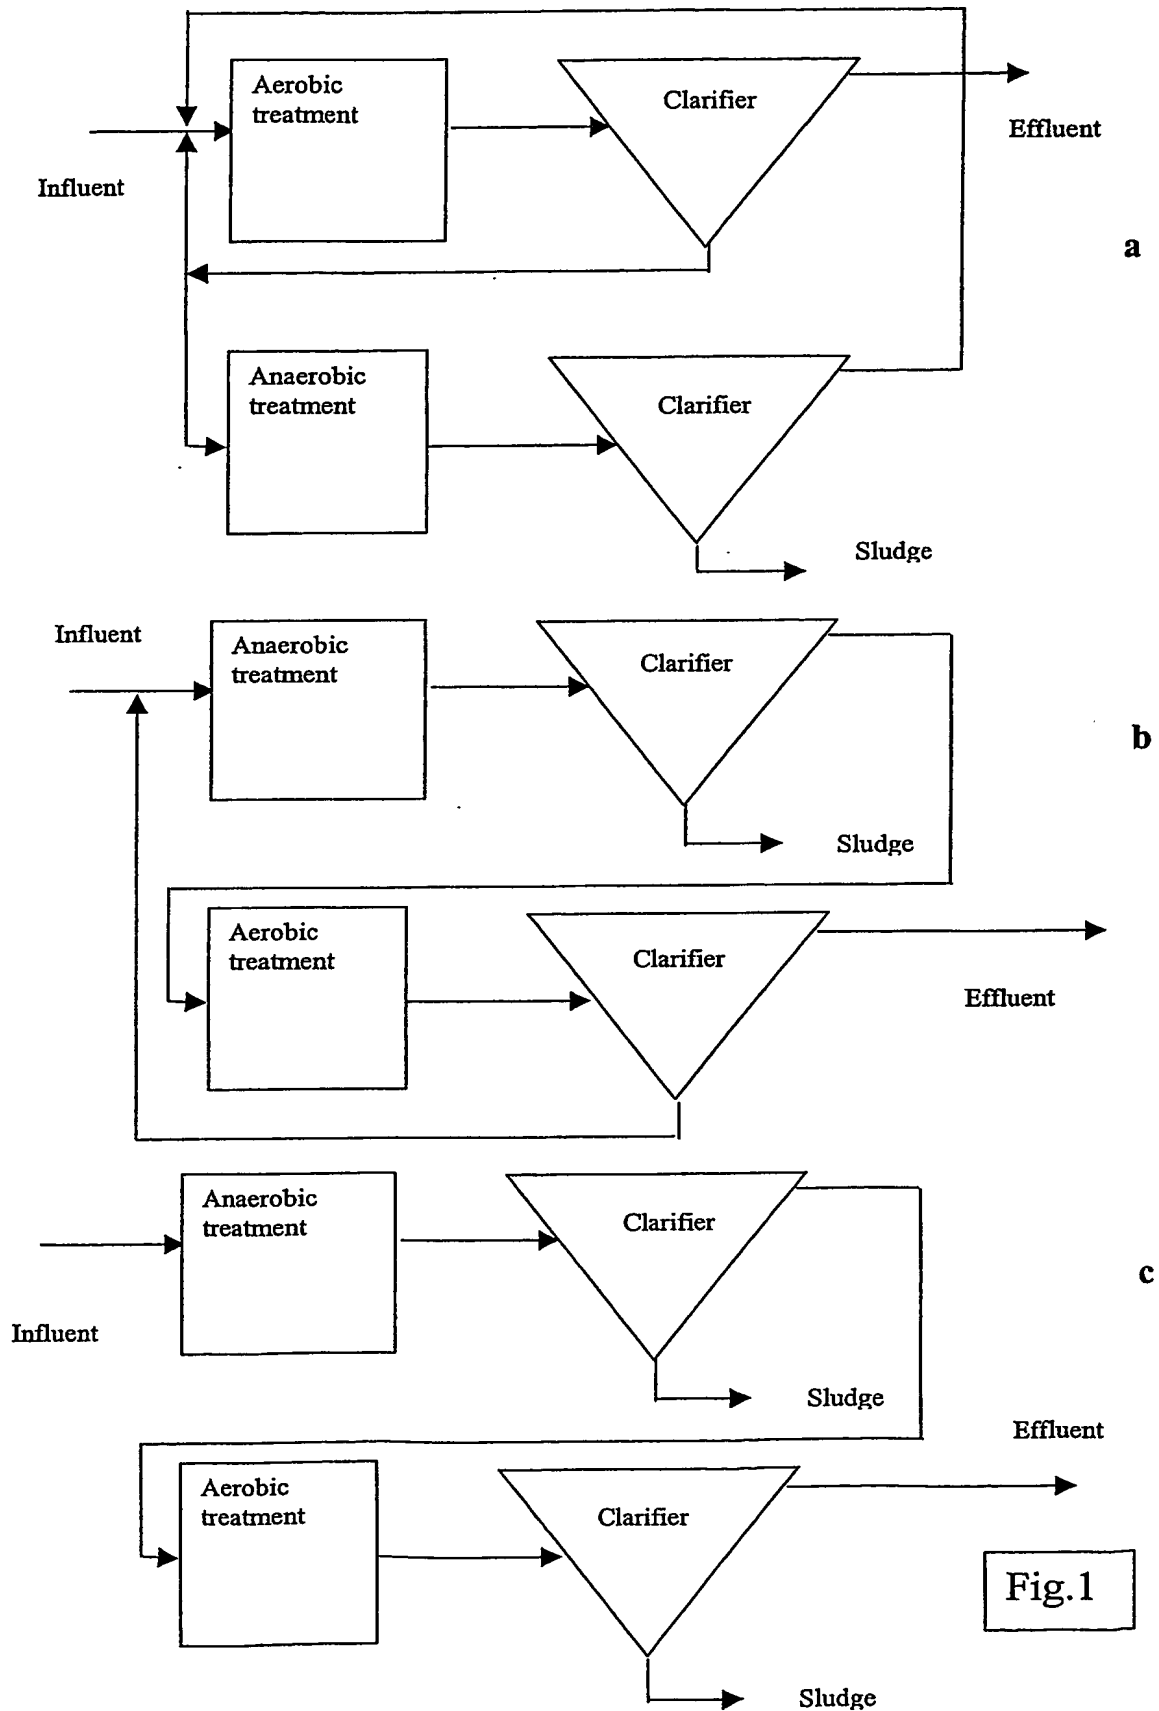 Aerobic
treatment
Clarifier
Effluent
Influent
a
Anaerobic
treatment
Clarifier
Sludge
Influent
Anaerobic
treatment
Clarifier
b
Sludge
Aerobic
treatment
Clarifier
Effluent
Anaerobic
treatment
Clarifier
c
Influent
Sludge
Effluent
Aerobic
treatment
Clarifier
Fig.1
Sludge